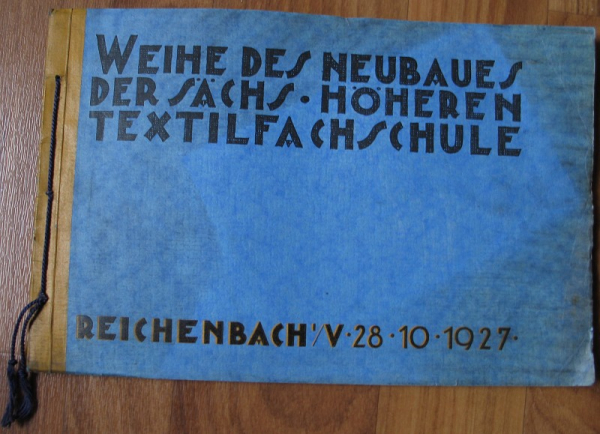 WEIHE DES NEUBAUES
DER SÄCHS · HÖHEREN
TEXTILFACHSCHULE
REICHENBACH I/V · 28 · 10 · 1927 ·